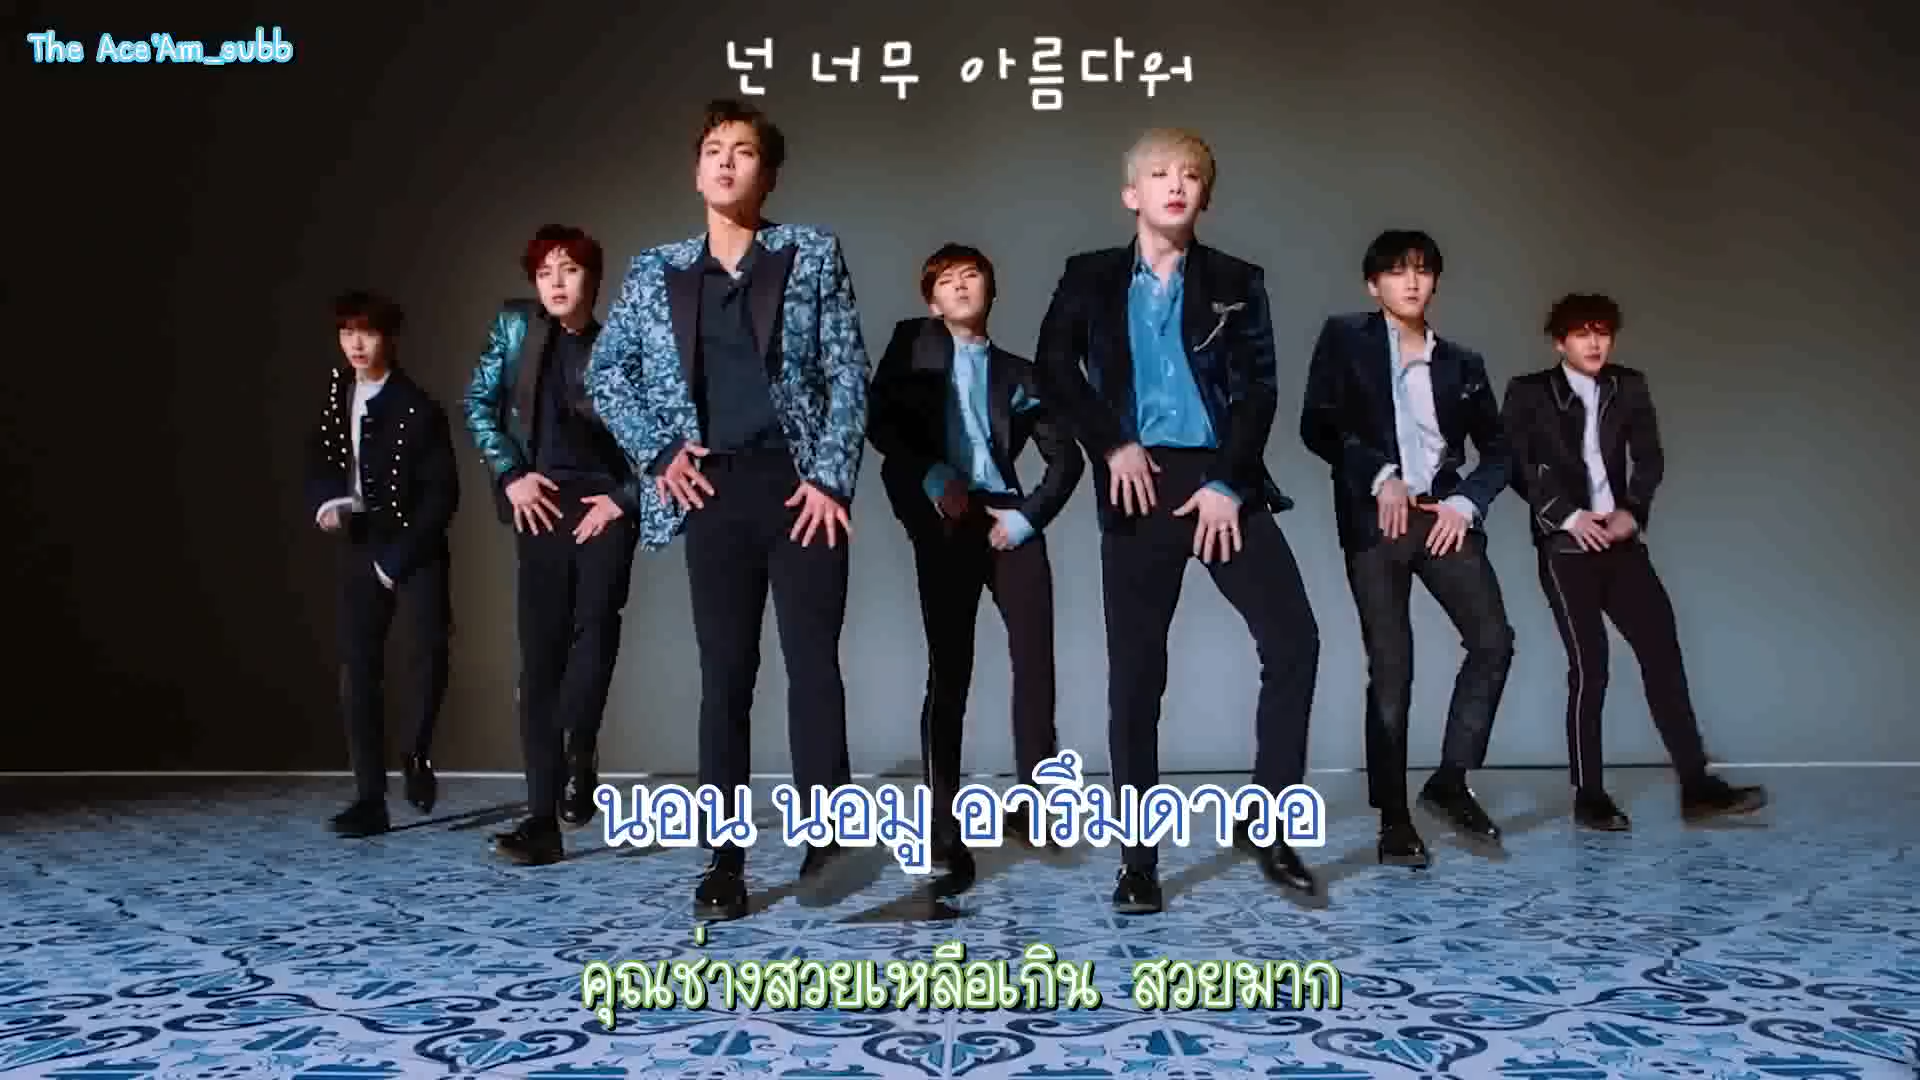 The Ace'Am_subb
넌 너무 아름다워
นอน นอมู อารึมดาวอ
คุณช่างสวยเหลือเกิน สวยมาก